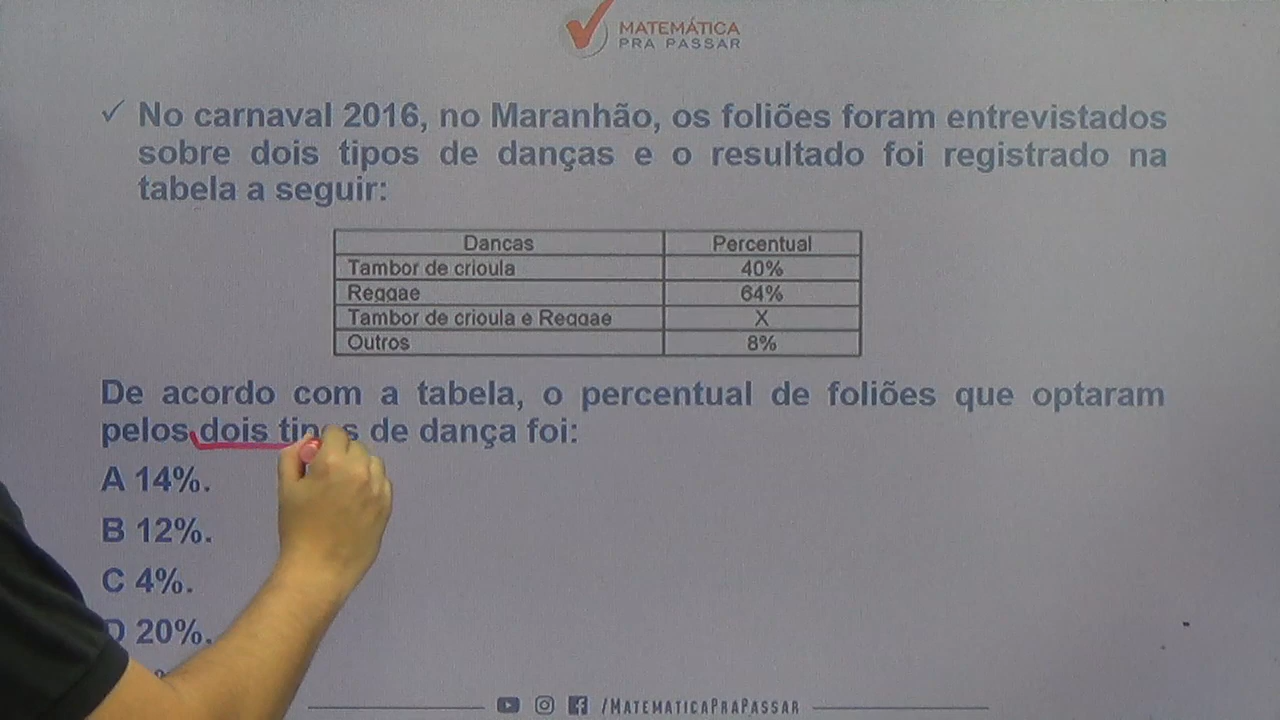 MATEMÁTICA
PRA PASSAR
✓ No carnaval 2016, no Maranhão, os foliões foram entrevistados
sobre dois tipos de danças e o resultado foi registrado na
tabela a seguir:
Danças Percentual
Tambor de crioula 40%
Reggae 64%
Tambor de crioula e Reggae X
Outros 8%
De acordo com a tabela, o percentual de foliões que optaram
pelos dois tipos de dança foi:
A 14%.
B 12%.
C 4%.
D 20%.
/MATEMATICAPRAPASSAR